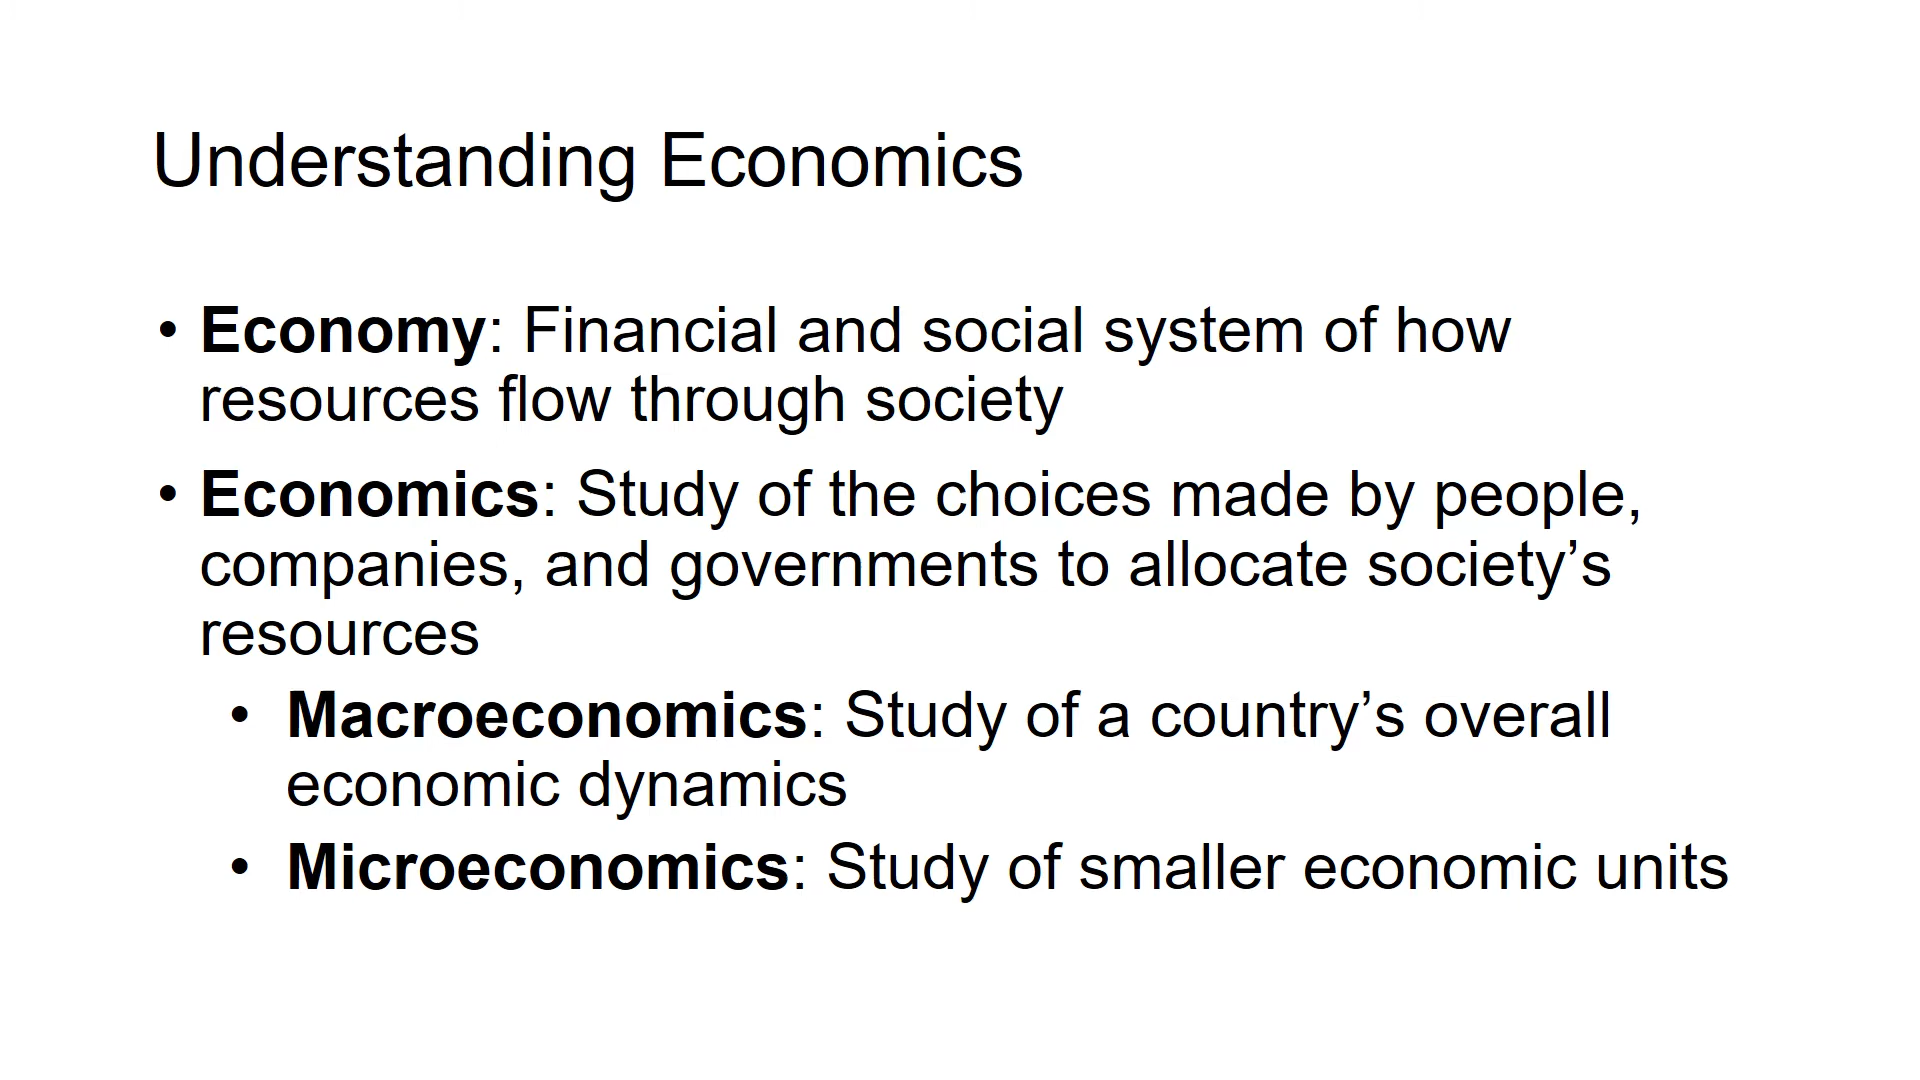 Understanding Economics
• Economy: Financial and social system of how
resources flow through society
• Economics: Study of the choices made by people,
companies, and governments to allocate society’s
resources
• Macroeconomics: Study of a country’s overall
economic dynamics
• Microeconomics: Study of smaller economic units